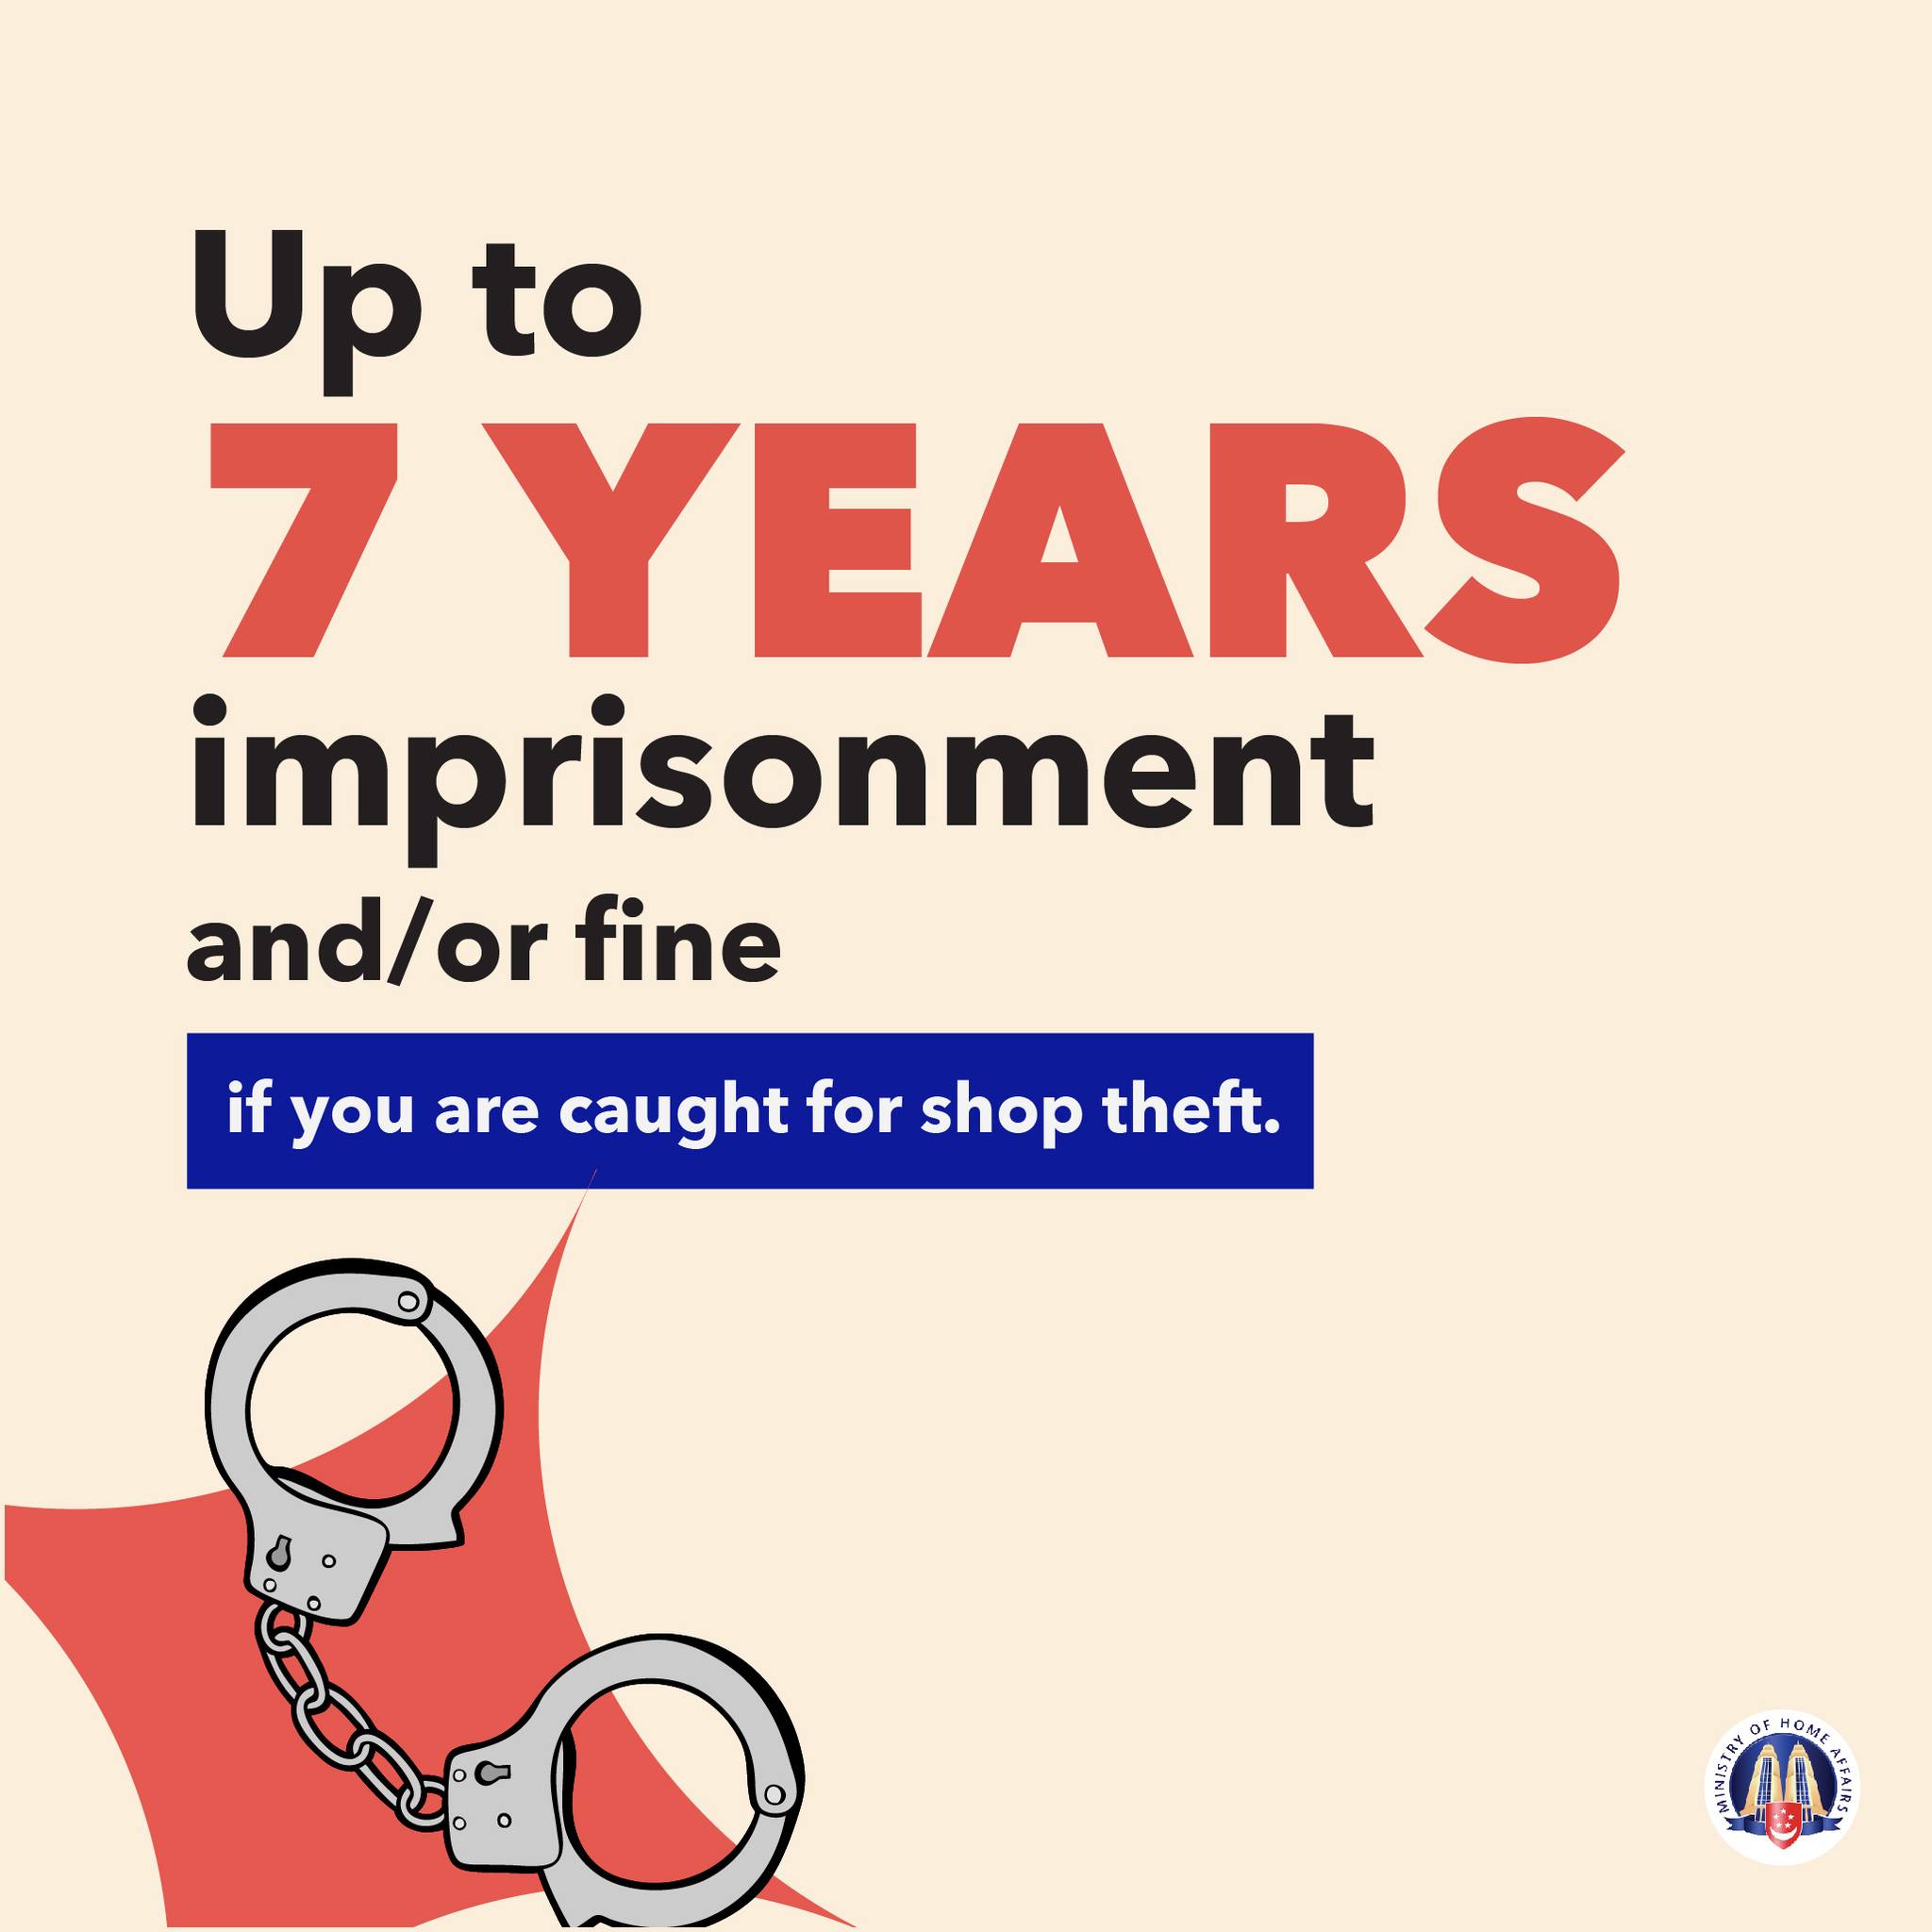 Up to
7 YEARS
imprisonment
and/or fine
if you are caught for shop theft.
MINISTRY OF HOME AFFAIRS